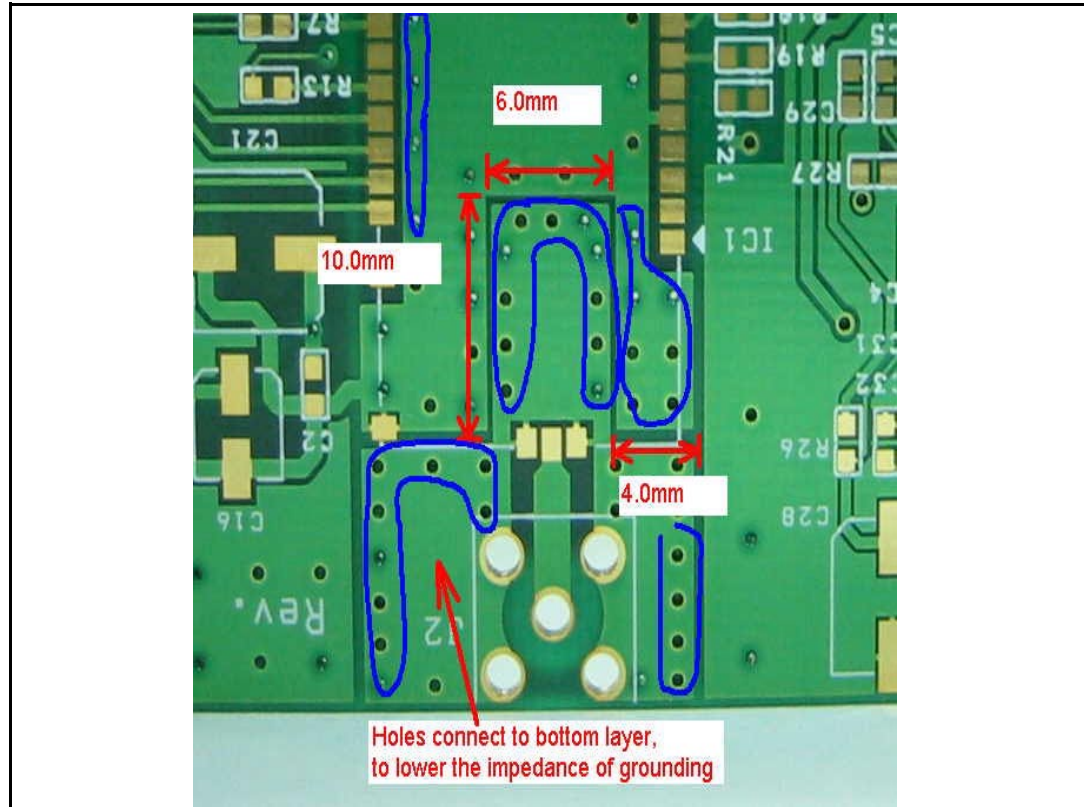 R7
R18
C5
R13
R19
6.0mm
C21
C29
R21
R27
IC1
10.0mm
C4
C31
C32
C2
R26
4.0mm
C16
C28
Rev.
J2
Holes connect to bottom layer,
to lower the impedance of grounding